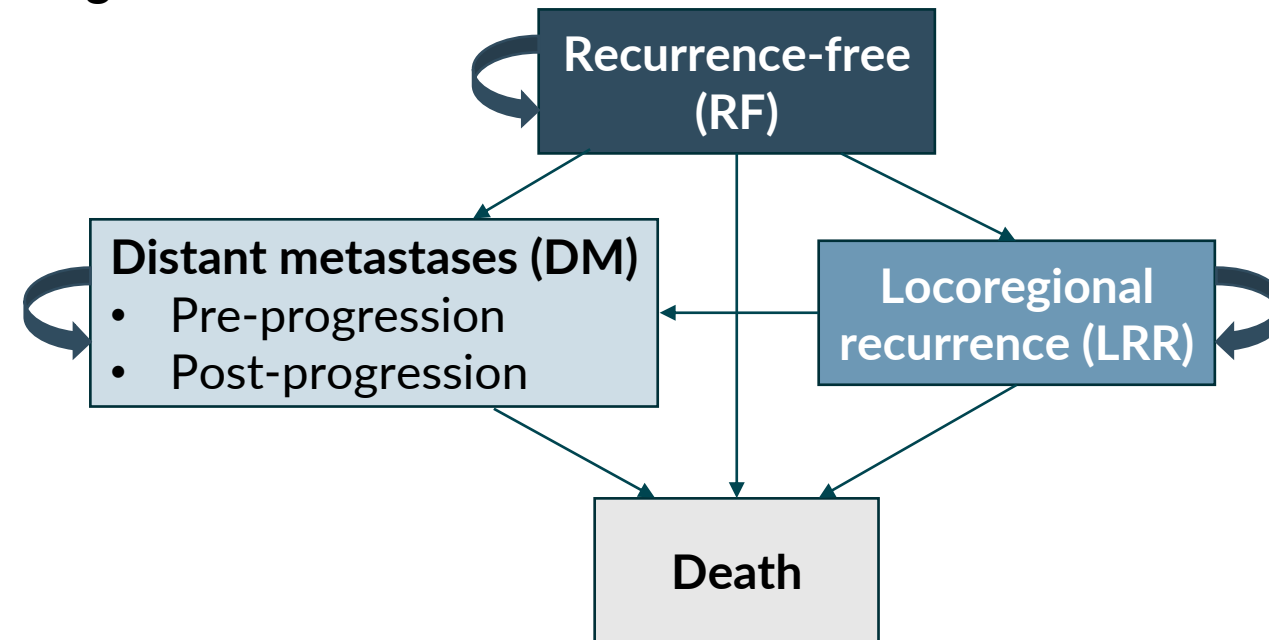 Recurrence-free
(RF)
Distant metastases (DM)
• Pre-progression
• Post-progression
Locoregional
recurrence (LRR)
Death